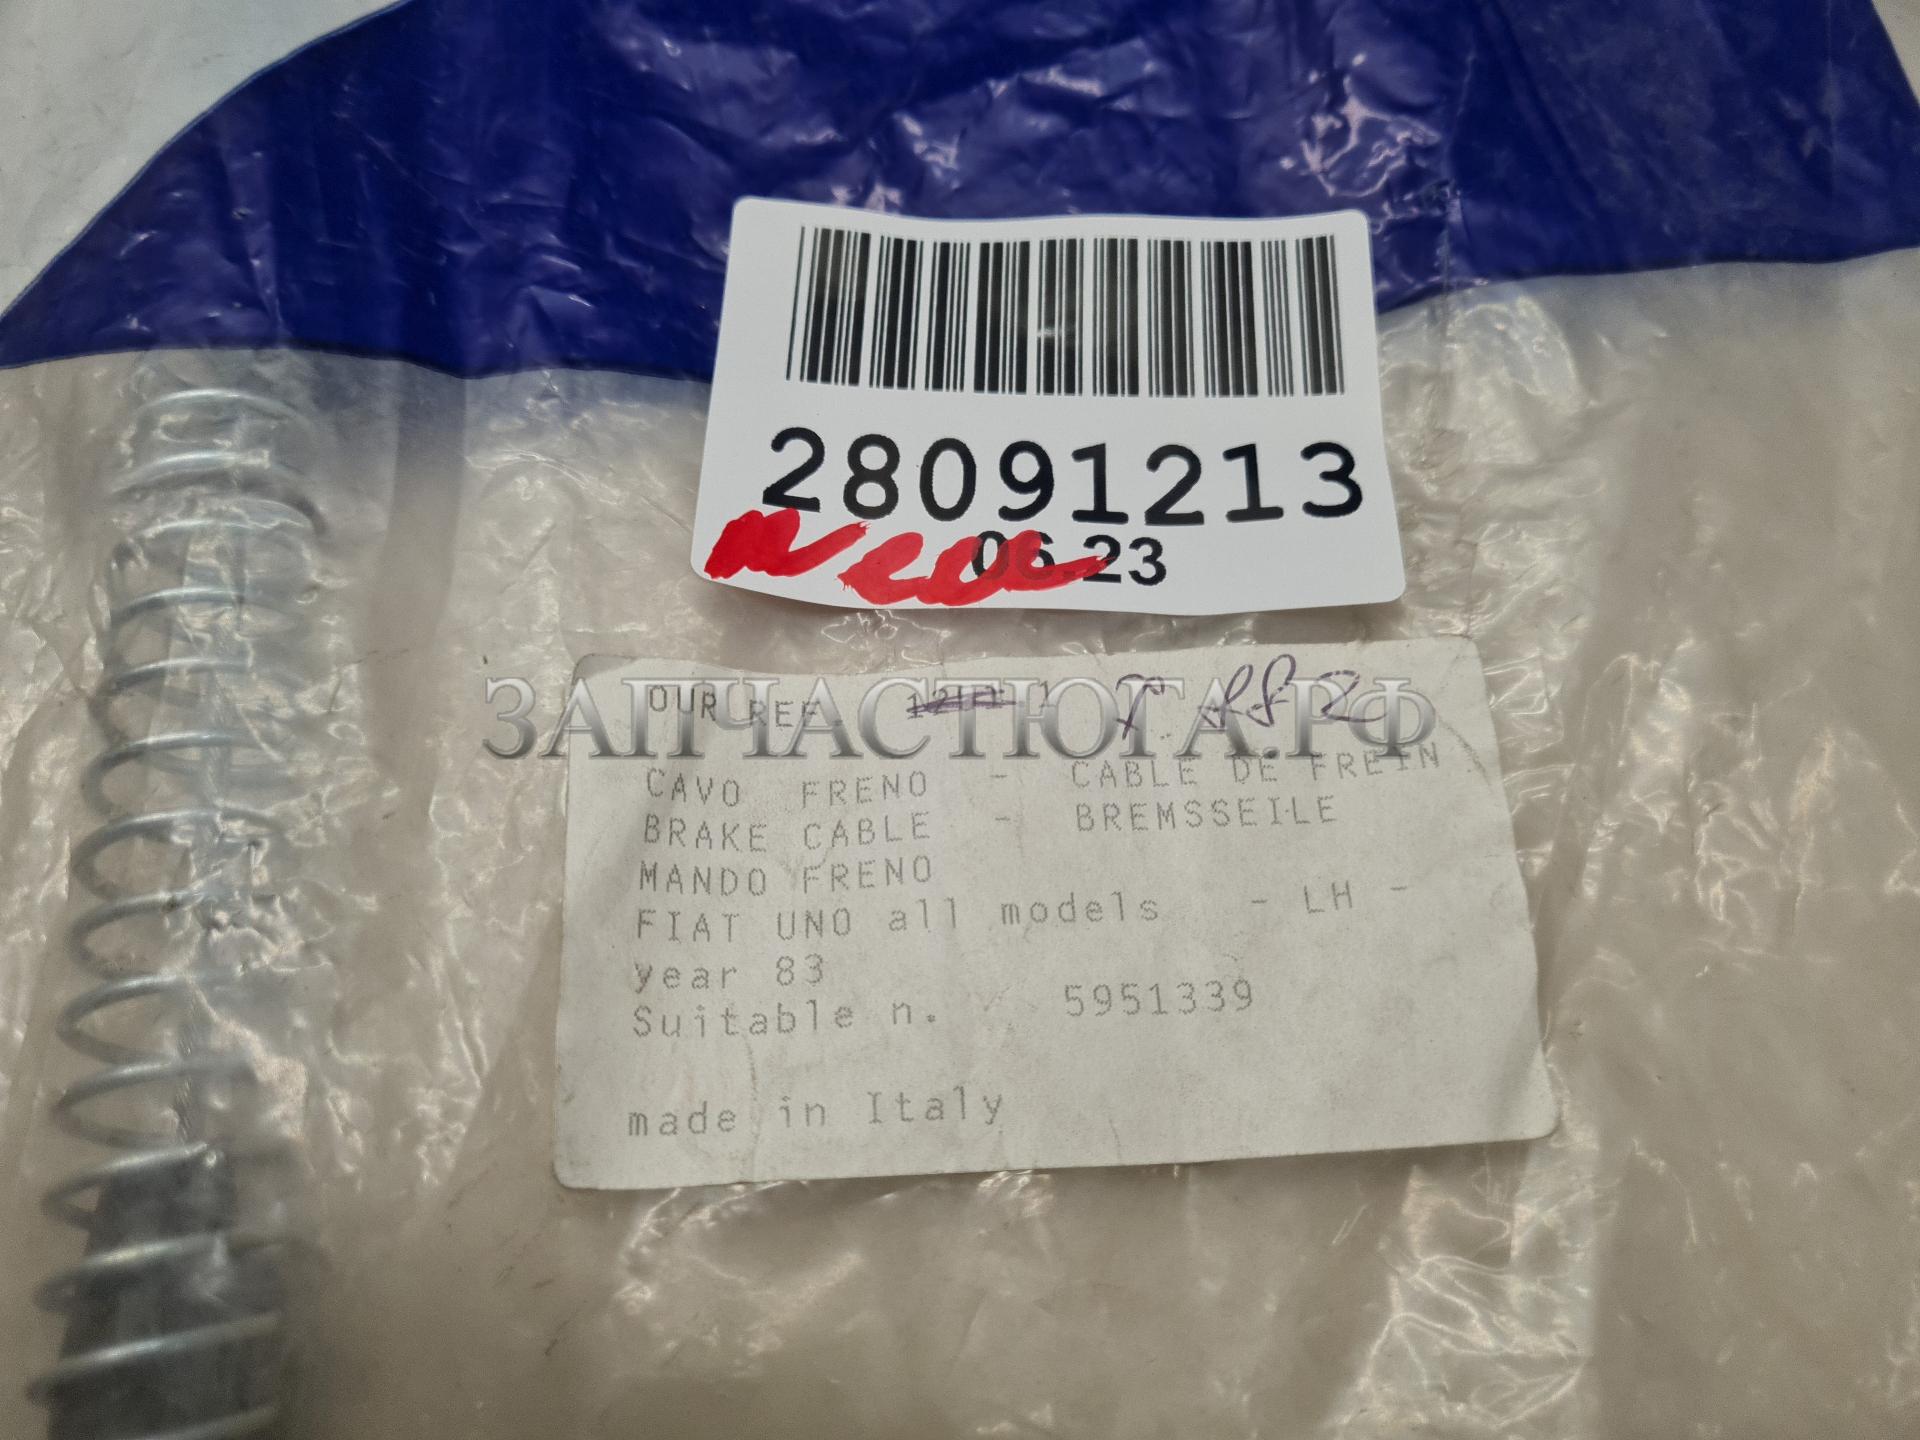 28091213
06.23
ЗАПЧАСТЮГА.РФ
OUR REF.
CAVO FRENO - CABLE DE FREIN
BRAKE CABLE - BREMSSEILE
MANDO FRENO
FIAT UNO all models - LH -
year 83
Suitable n. 5951339
made in Italy